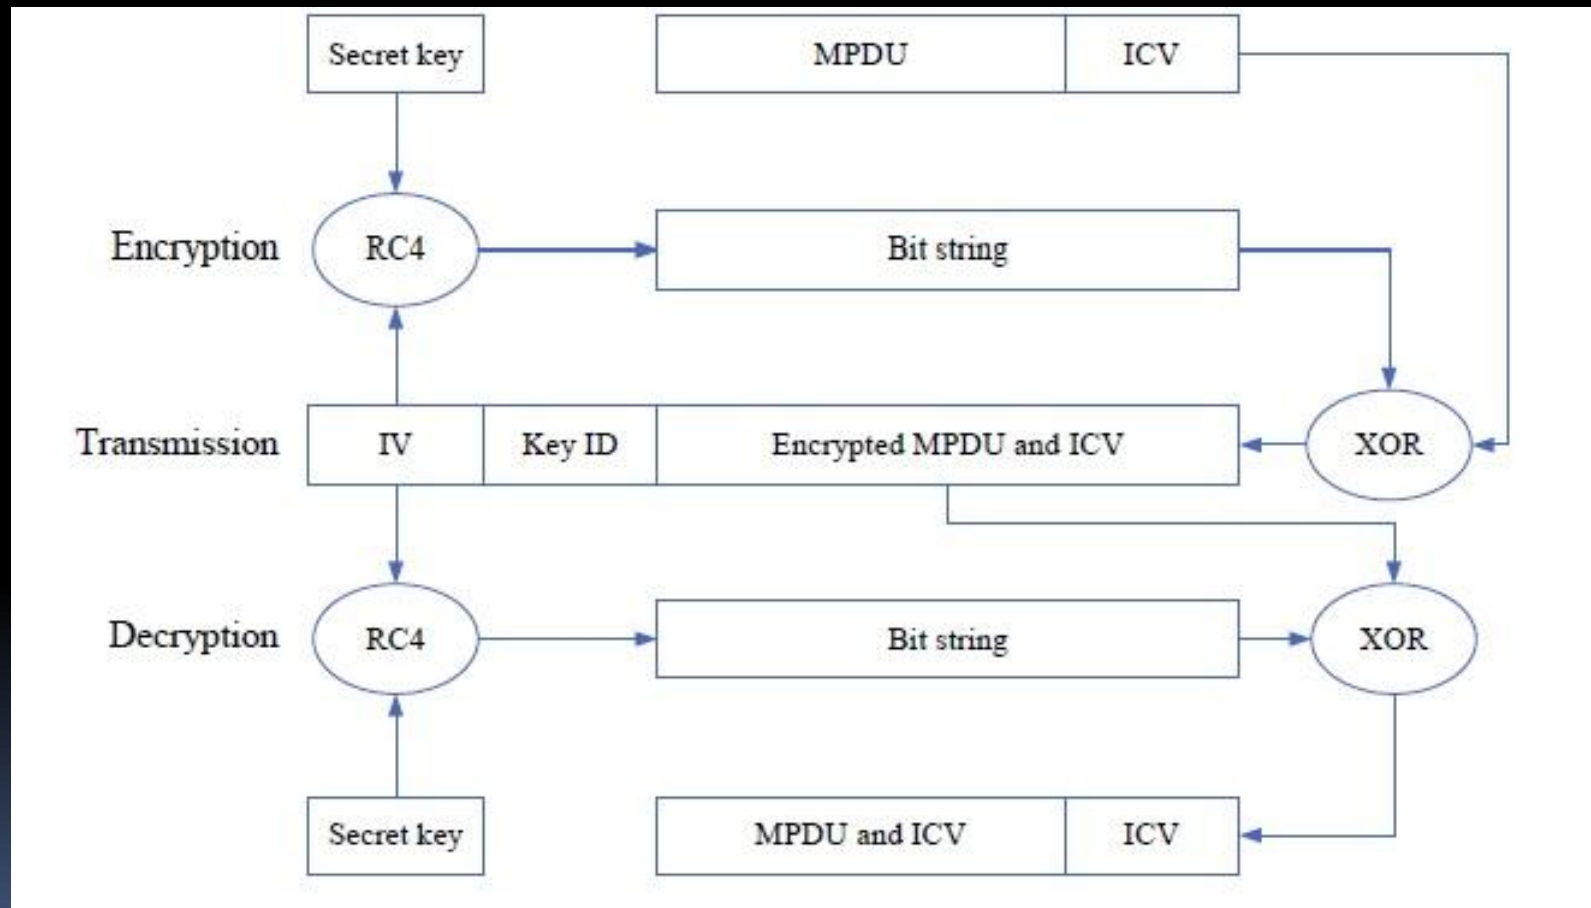 Secret key
MPDU
ICV
Encryption
RC4
Bit string
Transmission
IV
Key ID
Encrypted MPDU and ICV
XOR
Decryption
RC4
Bit string
XOR
Secret key
MPDU and ICV
ICV